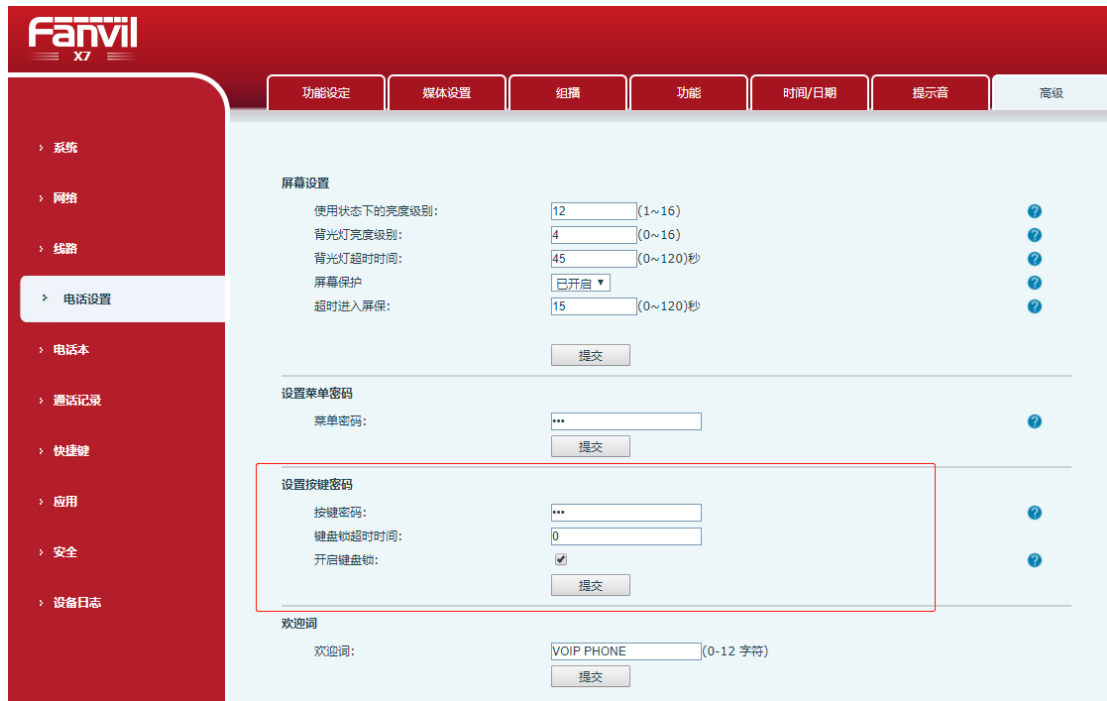 Fanvil
X7
功能设定 媒体设置 组播 功能 时间/日期 提示音 高级
› 系统
› 网络
› 线路
› 电话设置
› 电话本
› 通话记录
› 快捷键
› 应用
› 安全
› 设备日志
屏幕设置
使用状态下的亮度级别: 12 (1~16) ?
背光灯亮度级别: 4 (0~16) ?
背光灯超时时间: 45 (0~120)秒 ?
屏幕保护 已开启 ▼ ?
超时进入屏保: 15 (0~120)秒 ?
提交
设置菜单密码
菜单密码: ••• ?
提交
设置按键密码
按键密码: ••• ?
键盘锁超时时间: 0
开启键盘锁: ?
提交
欢迎词
欢迎词: VOIP PHONE (0-12 字符)
提交